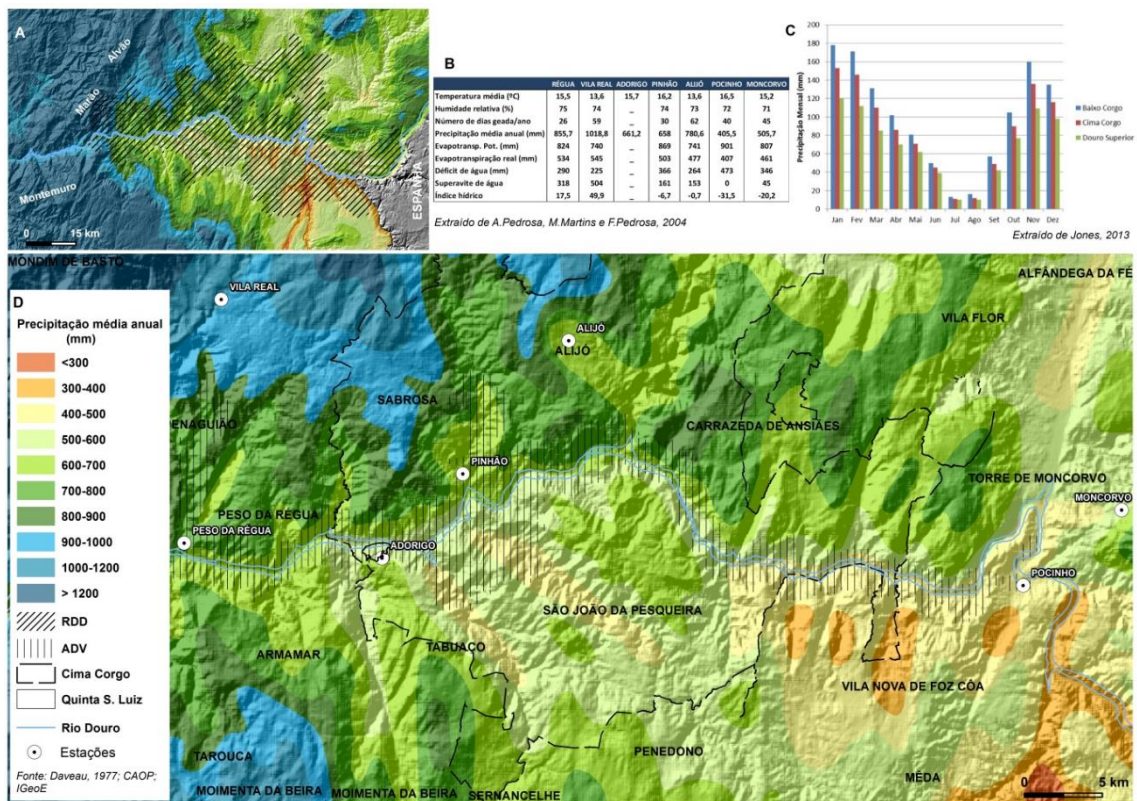 A
Alvão
Marão
Montemuro
ESPANHA
0 15 km
B
RÉGUA VILA REAL ADORIGO PINHÃO ALIJÓ POCINHO MONCORVO
Temperatura média (ºC) 15,5 13,6 15,7 16,2 13,6 16,5 15,2
Humidade relativa (%) 75 74 _ 74 73 72 71
Número de dias geada/ano 26 59 _ 30 62 40 45
Precipitação média anual (mm) 855,7 1018,8 661,2 658 780,6 405,5 505,7
Evapotransp. Pot. (mm) 824 740 _ 869 741 901 807
Evapotranspiração real (mm) 534 545 _ 503 477 407 461
Déficit de água (mm) 290 225 _ 366 264 473 346
Superavite de água 318 504 _ 161 153 0 45
Índice hídrico 17,5 49,9 _ -6,7 -0,7 -31,5 -20,2
Extraído de A.Pedrosa, M.Martins e F.Pedrosa, 2004
C
Precipitação Mensal (mm)
200
180
160
140
120
100
80
60
40
20
0
Jan Fev Mar Abr Mai Jun Jul Ago Set Out Nov Dez
Baixo Corgo
Cima Corgo
Douro Superior
Extraído de Jones, 2013
MONDIM DE BASTO
D
Precipitação média anual
(mm)
<300
300-400
400-500
500-600
600-700
700-800
800-900
900-1000
1000-1200
> 1200
RDD
ADV
Cima Corgo
Quinta S. Luiz
Rio Douro
Estações
Fonte: Daveau, 1977; CAOP;
IGeoE
VILA REAL
ALFÂNDEGA DA FÉ
VILA FLOR
ALIJÓ
ALIJÓ
SABROSA
ENAGUIÃO
CARRAZEDA DE ANSIÃES
PINHÃO
TORRE DE MONCORVO
MONCORVO
PESO DA RÉGUA
PESO DA RÉGUA
ADORIGO
POCINHO
SÃO JOÃO DA PESQUEIRA
TABUAÇO
ARMAMAR
VILA NOVA DE FOZ CÔA
TAROUCA
PENEDONO
MÊDA
MOIMENTA DA BEIRA
MOIMENTA DA BEIRA
SERNANCELHE
0 5 km